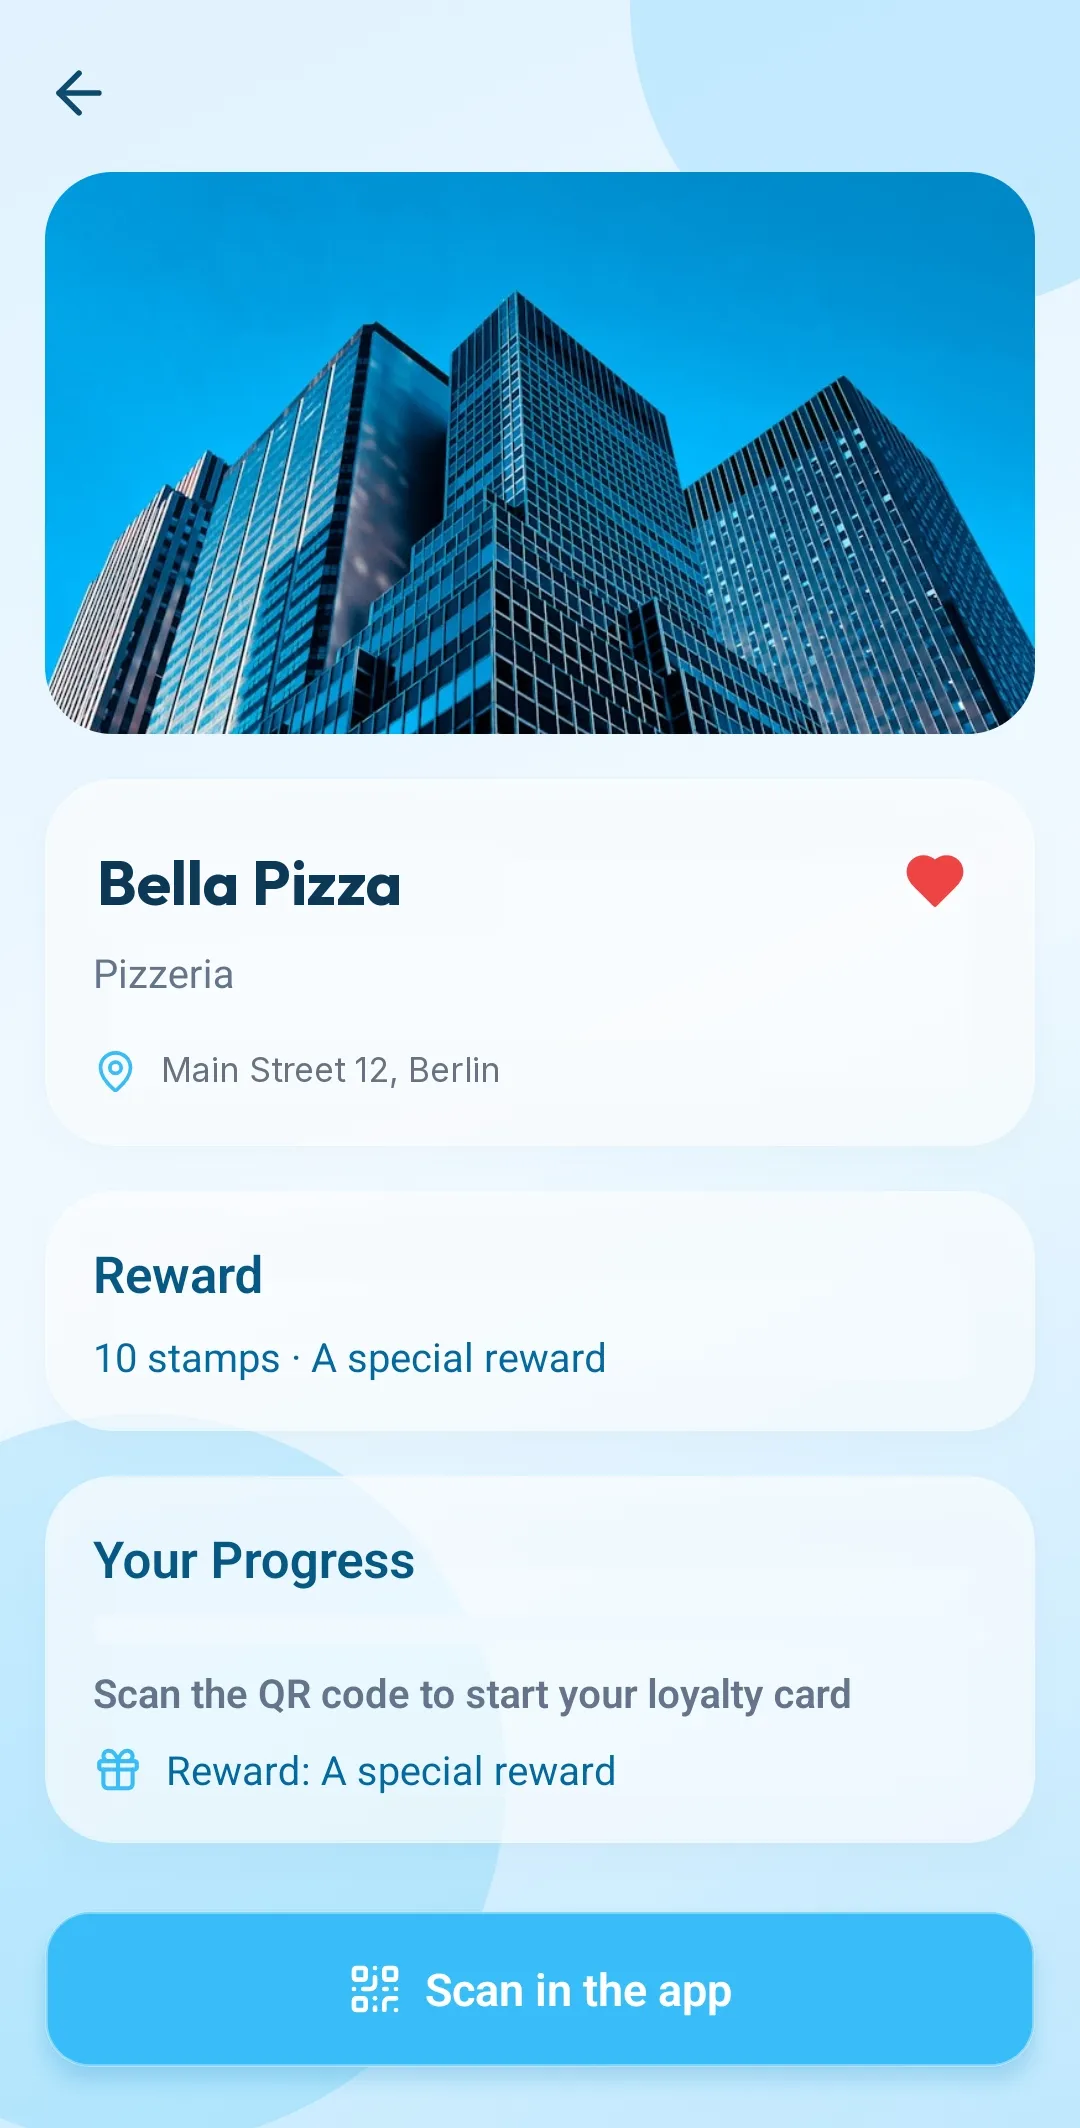 Bella Pizza
Pizzeria
Main Street 12, Berlin
Reward
10 stamps · A special reward
Your Progress
Scan the QR code to start your loyalty card
Reward: A special reward
Scan in the app